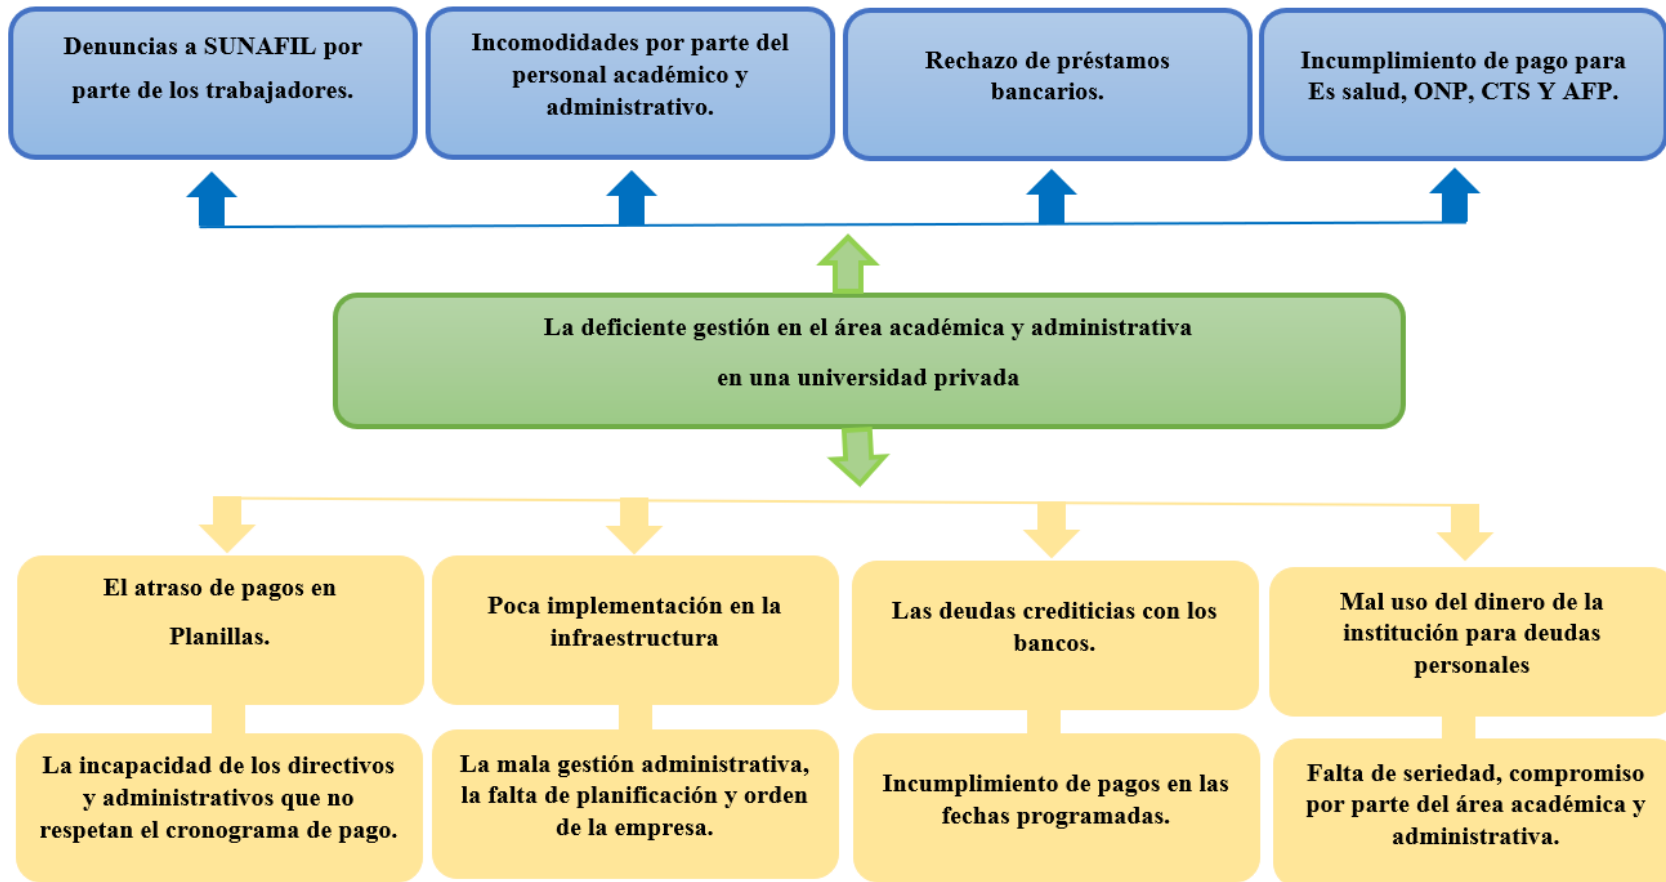 Denuncias a SUNAFIL por
parte de los trabajadores.
Incomodidades por parte del
personal académico y
administrativo.
Rechazo de préstamos
bancarios.
Incumplimiento de pago para
Es salud, ONP, CTS Y AFP.
La deficiente gestión en el área académica y administrativa
en una universidad privada
El atraso de pagos en
Planillas.
Poca implementación en la
infraestructura
Las deudas crediticias con los
bancos.
Mal uso del dinero de la
institución para deudas
personales
La incapacidad de los directivos
y administrativos que no
respetan el cronograma de pago.
La mala gestión administrativa,
la falta de planificación y orden
de la empresa.
Incumplimiento de pagos en las
fechas programadas.
Falta de seriedad, compromiso
por parte del área académica y
administrativa.